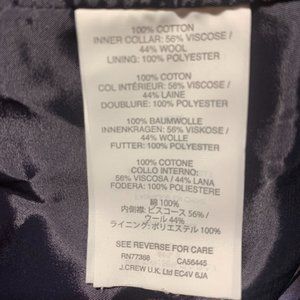 100% COTTON
INNER COLLAR: 56% VISCOSE /
44% WOOL
LINING: 100% POLYESTER
100% COTON
COL INTÉRIEUR: 56% VISCOSE /
44% LAINE
DOUBLURE: 100% POLYESTER
100% BAUMWOLLE
INNENKRAGEN: 56% VISKOSE /
44% WOLLE
FUTTER: 100% POLYESTER
100% COTONE
COLLO INTERNO:
56% VISCOSA / 44% LANA
FODERA: 100% POLIESTERE
綿 100%
内側襟: ビスコース 56% /
ウール 44%
ライニング: ポリエステル 100%
SEE REVERSE FOR CARE
RN77388 CA56445
J.CREW U.K. Ltd EC4V 6JA